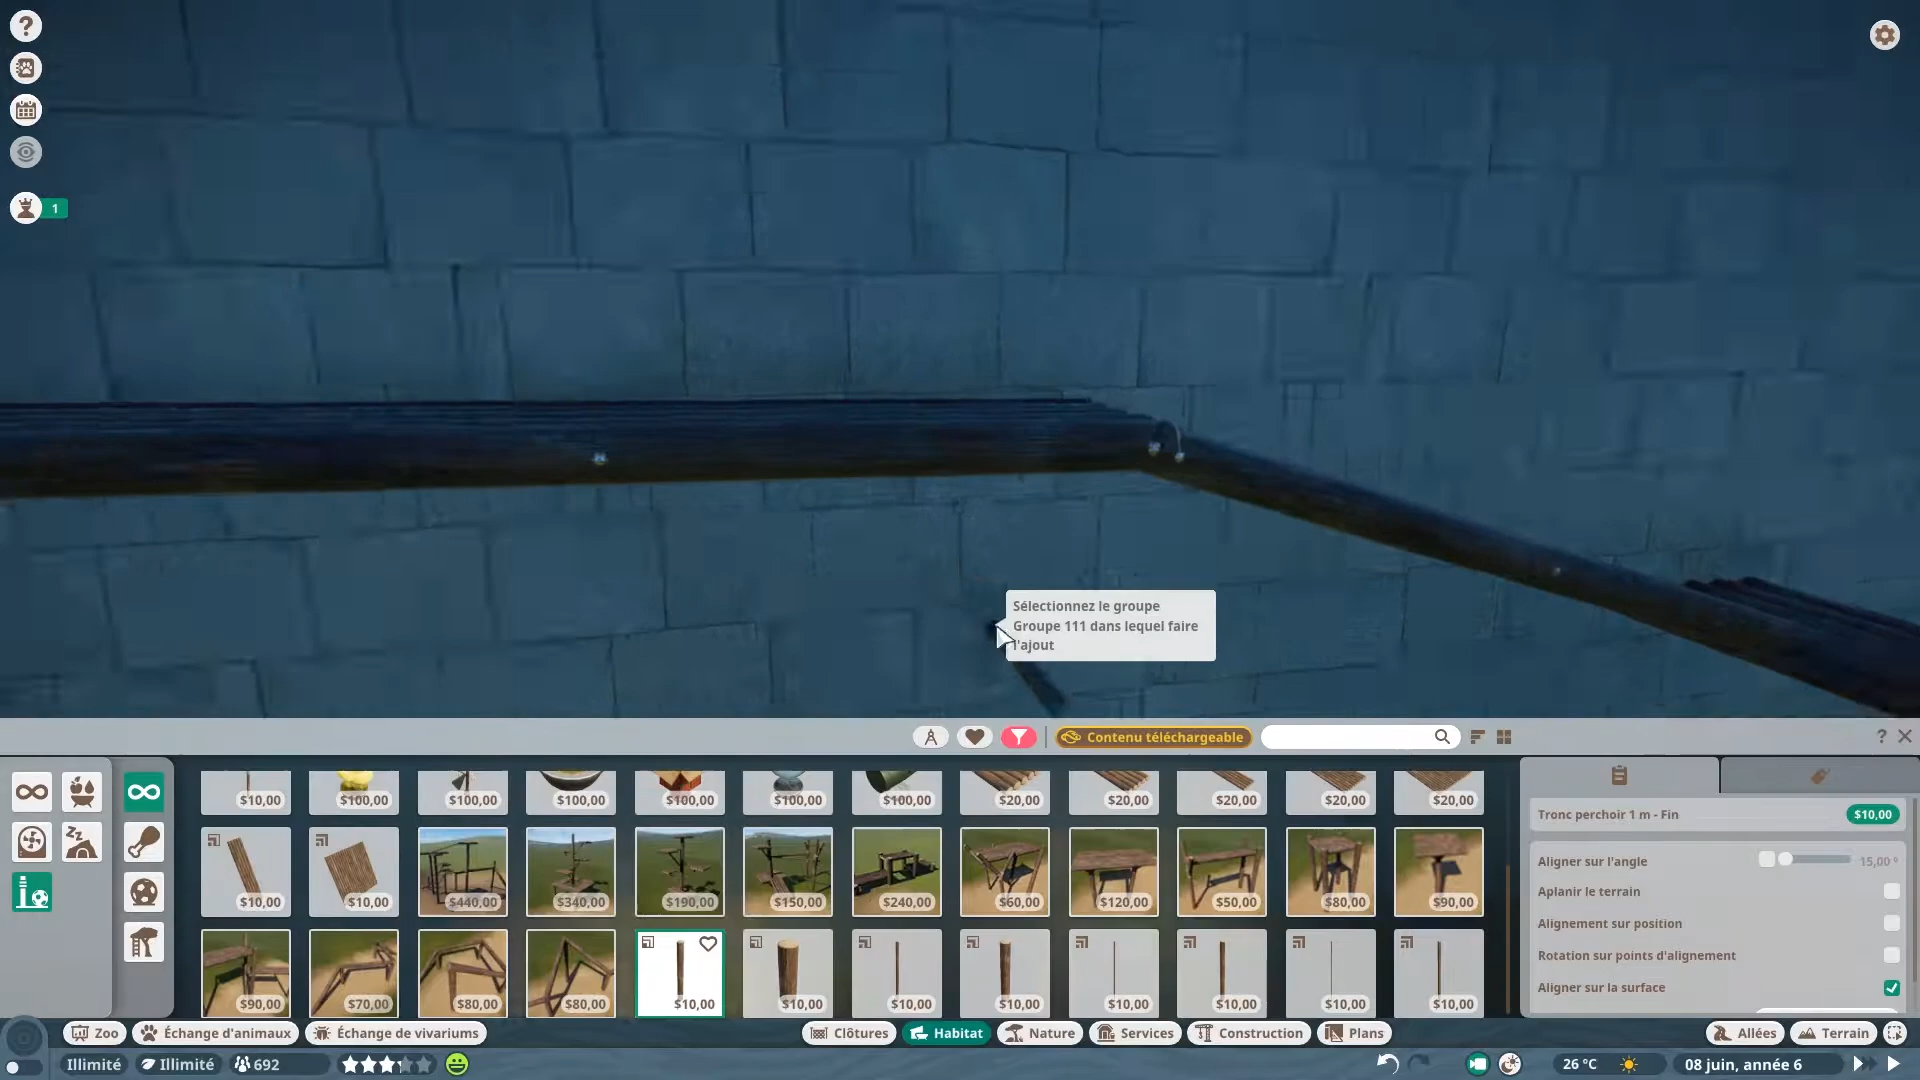 ?
1
Sélectionnez le groupe
Groupe 111 dans lequel faire
l'ajout
Contenu téléchargeable
?
$10,00 $100,00 $100,00 $100,00 $100,00 $100,00 $100,00 $20,00 $20,00 $20,00 $20,00 $20,00
$10,00 $10,00 $440,00 $340,00 $190,00 $150,00 $240,00 $60,00 $120,00 $50,00 $80,00 $90,00
$90,00 $70,00 $80,00 $80,00 $10,00 $10,00 $10,00 $10,00 $10,00 $10,00 $10,00 $10,00
Tronc perchoir 1 m - Fin $10,00
Aligner sur l'angle 15,00 °
Aplanir le terrain
Alignement sur position
Rotation sur points d'alignement
Aligner sur la surface
Zoo Échange d'animaux Échange de vivariums Clôtures Habitat Nature Services Construction Plans Allées Terrain
Illimité Illimité 692 26 °C 08 juin, année 6